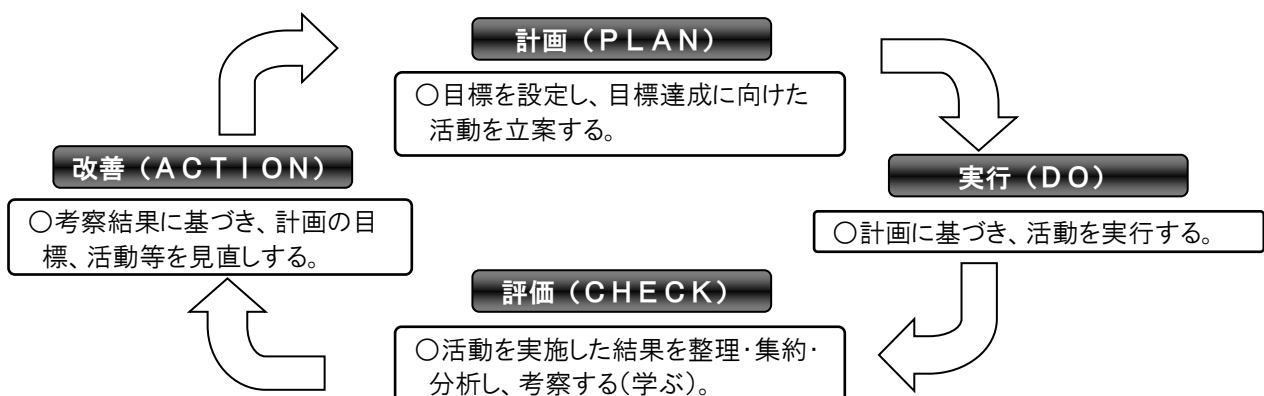 計画（ＰＬＡＮ）
○目標を設定し、目標達成に向けた
活動を立案する。
実行（ＤＯ）
○計画に基づき、活動を実行する。
評価（ＣＨＥＣＫ）
○活動を実施した結果を整理・集約・
分析し、考察する（学ぶ）。
改善（ＡＣＴＩＯＮ）
○考察結果に基づき、計画の目
標、活動等を見直しする。